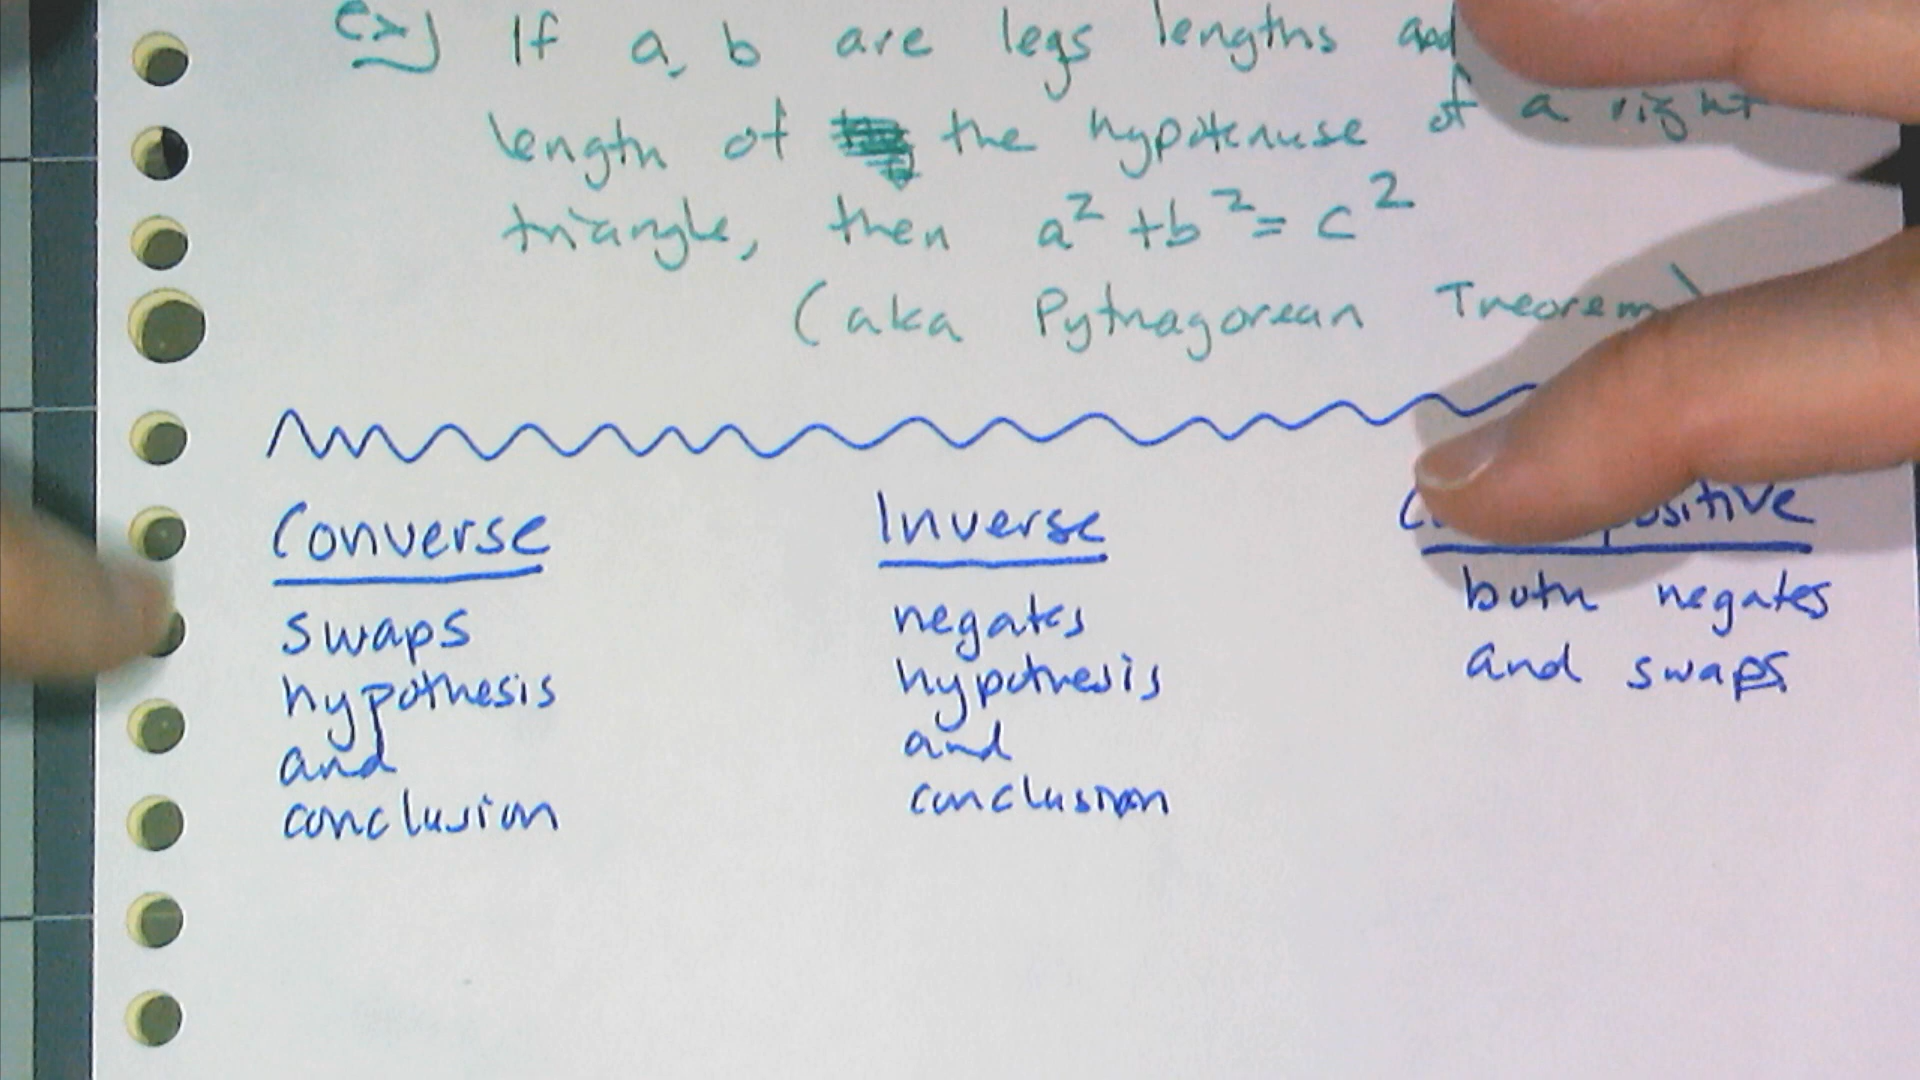 ex) If a, b are legs lengths and
length of the hypotenuse of a right
triangle, then a² + b² = c²
(aka Pythagorean Theorem)
Converse
swaps
hypothesis
and
conclusion
Inverse
negates
hypothesis
and
conclusion
both negates
and swaps.